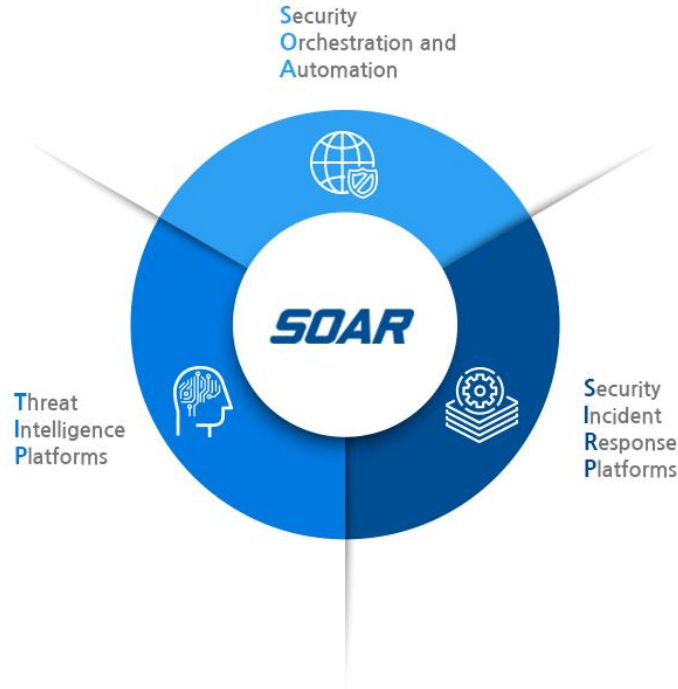 Security
Orchestration and
Automation
SOAR
Threat
Intelligence
Platforms
Security
Incident
Response
Platforms